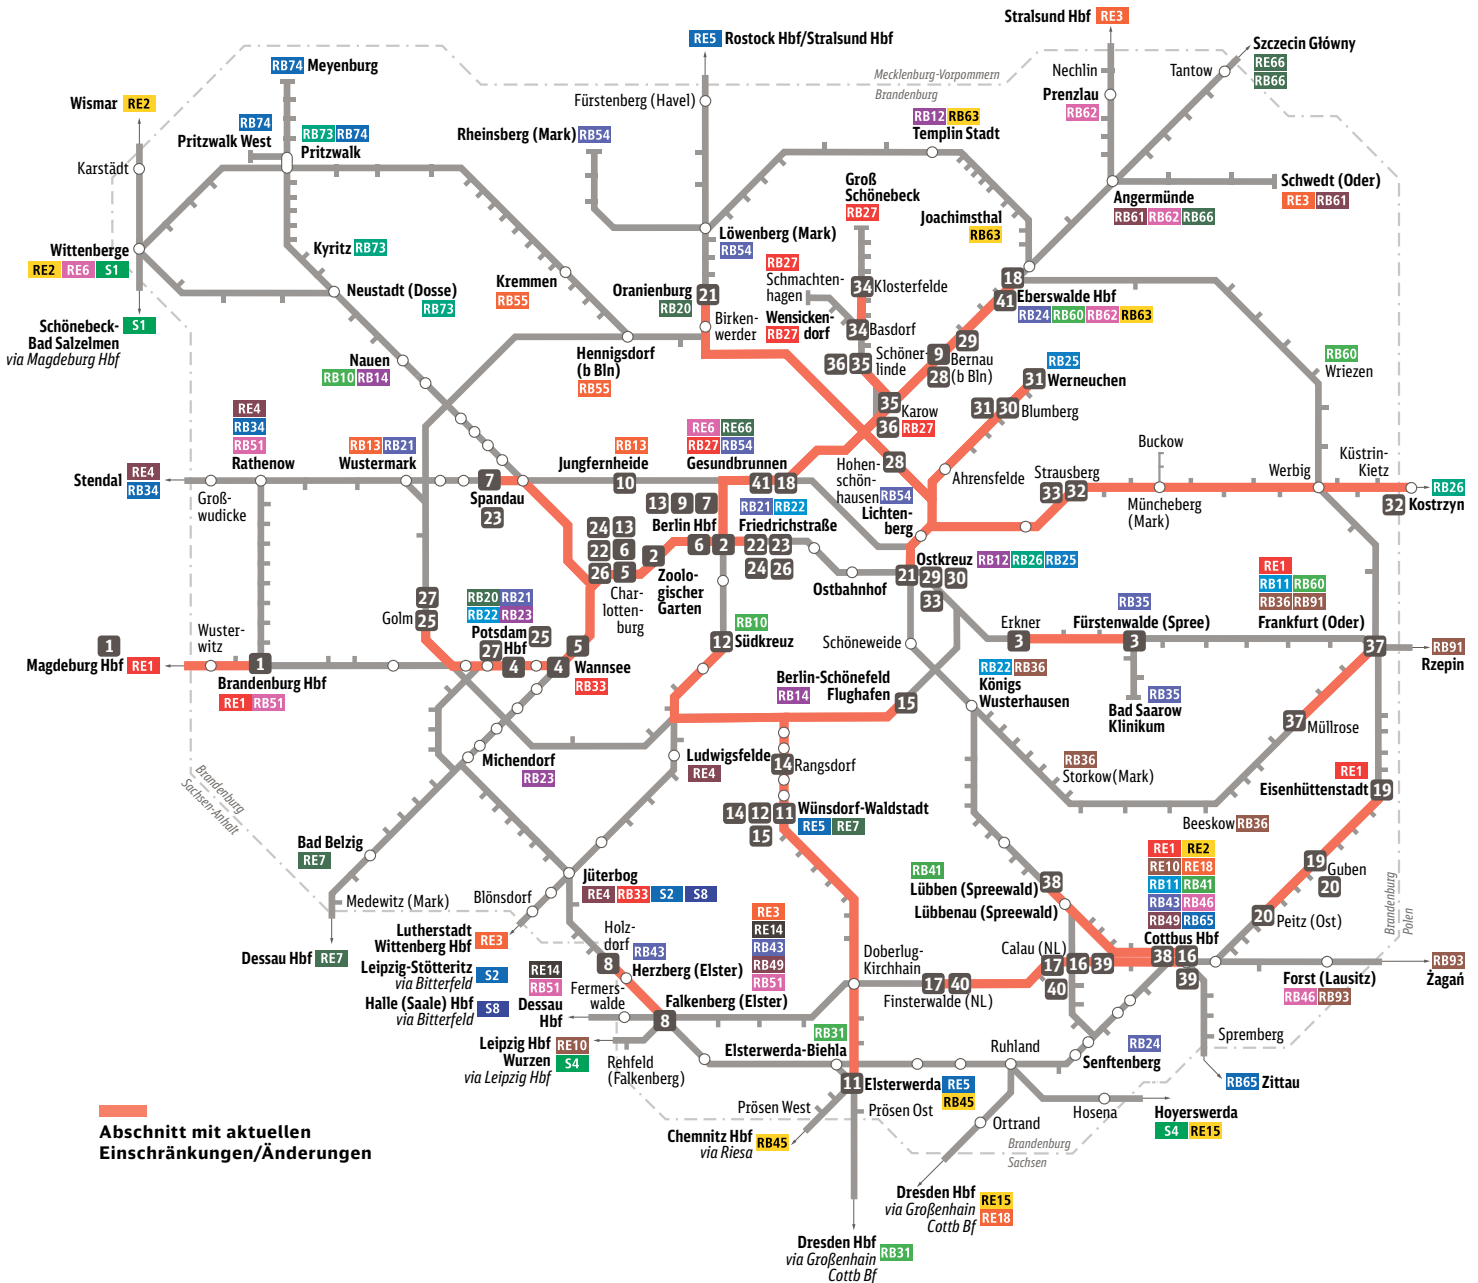 Stralsund Hbf RE3
RE5 Rostock Hbf/Stralsund Hbf
Szczecin Główny
RE66
RB66
Nechlin
Tantow
Mecklenburg-Vorpommern
Brandenburg
RB74 Meyenburg
Prenzlau
RB62
Wismar RE2
Fürstenberg (Havel)
RB74
Pritzwalk West
RB73 RB74
Pritzwalk
Rheinsberg (Mark) RB54
RB12 RB63
Templin Stadt
Karstädt
Groß
Schönebeck
RB27
Schwedt (Oder)
RE3 RB61
Angermünde
RB61 RB62 RB66
Joachimsthal
RB63
Wittenberge
RE2 RE6 S1
Kyritz RB73
Löwenberg (Mark)
RB54
RB27
Schmachten-
hagen
Kremmen
RB55
Neustadt (Dosse)
RB73
Oranienburg
RB20
21
34 Klosterfelde
18
41
Eberswalde Hbf
RB24 RB60 RB62 RB63
Wensicken-
dorf
RB27
Schönebeck-
Bad Salzelmen
via Magdeburg Hbf
S1
Birken-
werder
34 Basdorf
29
Nauen
RB10 RB14
Hennigsdorf
(b Bln)
RB55
36 35
Schöner-
linde
9
28
Bernau
(b Bln)
RB25
31 Werneuchen
RB60
Wriezen
RE4
RB34
RB51
Rathenow
35
36
Karow
RB27
31 30 Blumberg
RB13 RB21
Wustermark
RB13
Jungfernheide
10
RE6 RE66
RB27 RB54
Gesundbrunnen
41 18
Hohen-
schön-
hausen
28
Ahrensfelde
Buckow
Strausberg
33 32
Müncheberg
(Mark)
Werbig
Küstrin-
Kietz
RB26
32 Kostrzyn
Stendal RE4
RB34
Groß-
wudicke
7
Spandau
23
13 9 7
Berlin Hbf
6 2
RB21 RB22
Friedrichstraße
22 23
24 26
RB54
Lichten-
berg
24 13
22 6
26 5
Char-
lotten-
burg
2
Zoolo-
gischer
Garten
Ostbahnhof
Ostkreuz RB12 RB26 RB25
21 29 30
33
RE1
RB11 RB60
RB36 RB91
Frankfurt (Oder)
37
27
25
Golm
RB20 RB21
RB22 RB23
Potsdam
Hbf
25
27
4
4
5
Wannsee
RB33
RB10
12 Südkreuz
Schöneweide
Erkner
3
RB35
Fürstenwalde (Spree)
3
RB91
Rzepin
1
Magdeburg Hbf RE1
Wuster-
witz
1
Brandenburg Hbf
RE1 RB51
Berlin-Schönefeld
Flughafen
RB14
15
RB22 RB36
Königs
Wusterhausen
RB35
Bad Saarow
Klinikum
37 Müllrose
Michendorf
RB23
Ludwigsfelde
RE4
14 Rangsdorf
RB36
Storkow(Mark)
RE1
Eisenhüttenstadt
19
Brandenburg
Sachsen-Anhalt
14 12 11
15
Wünsdorf-Waldstadt
RE5 RE7
Beeskow RB36
Bad Belzig
RE7
RE1 RE2
RE10 RE18
RB11 RB41
RB43 RB46
RB49 RB65
Cottbus Hbf
38 16
39
19
Guben
20
Medewitz (Mark)
Blönsdorf
Jüterbog
RE4 RB33 S2 S8
RB41
Lübben (Spreewald)
38
Lübbenau (Spreewald)
20 Peitz (Ost)
Brandenburg
Polen
Lutherstadt
Wittenberg Hbf
RE3
Dessau Hbf RE7
Leipzig-Stötteritz
via Bitterfeld
S2
Halle (Saale) Hbf
via Bitterfeld
S8
Holz-
dorf
8
RB43
Herzberg (Elster)
RE3
RE14
RB43
RB49
RB51
Falkenberg (Elster)
8
RE14
RB51
Dessau
Hbf
Fermers-
walde
Doberlug-
Kirchhain
17 40
Finsterwalde (NL)
Calau (NL)
17 16 39
40
Forst (Lausitz)
RB46 RB93
RB93
Żagań
Leipzig Hbf RE10
Wurzen S4
via Leipzig Hbf
Rehfeld
(Falkenberg)
RB31
Elsterwerda-Biehla
Ruhland
RB24
Senftenberg
Spremberg
RB65 Zittau
11 Elsterwerda RE5
RB45
Prösen West
Prösen Ost
Hosena
Hoyerswerda
S4 RE15
Chemnitz Hbf
via Riesa
RB45
Ortrand
Brandenburg
Sachsen
Dresden Hbf
via Großenhain
Cottb Bf
RE15
RE18
Dresden Hbf
via Großenhain
Cottb Bf
RB31
Abschnitt mit aktuellen
Einschränkungen/Änderungen